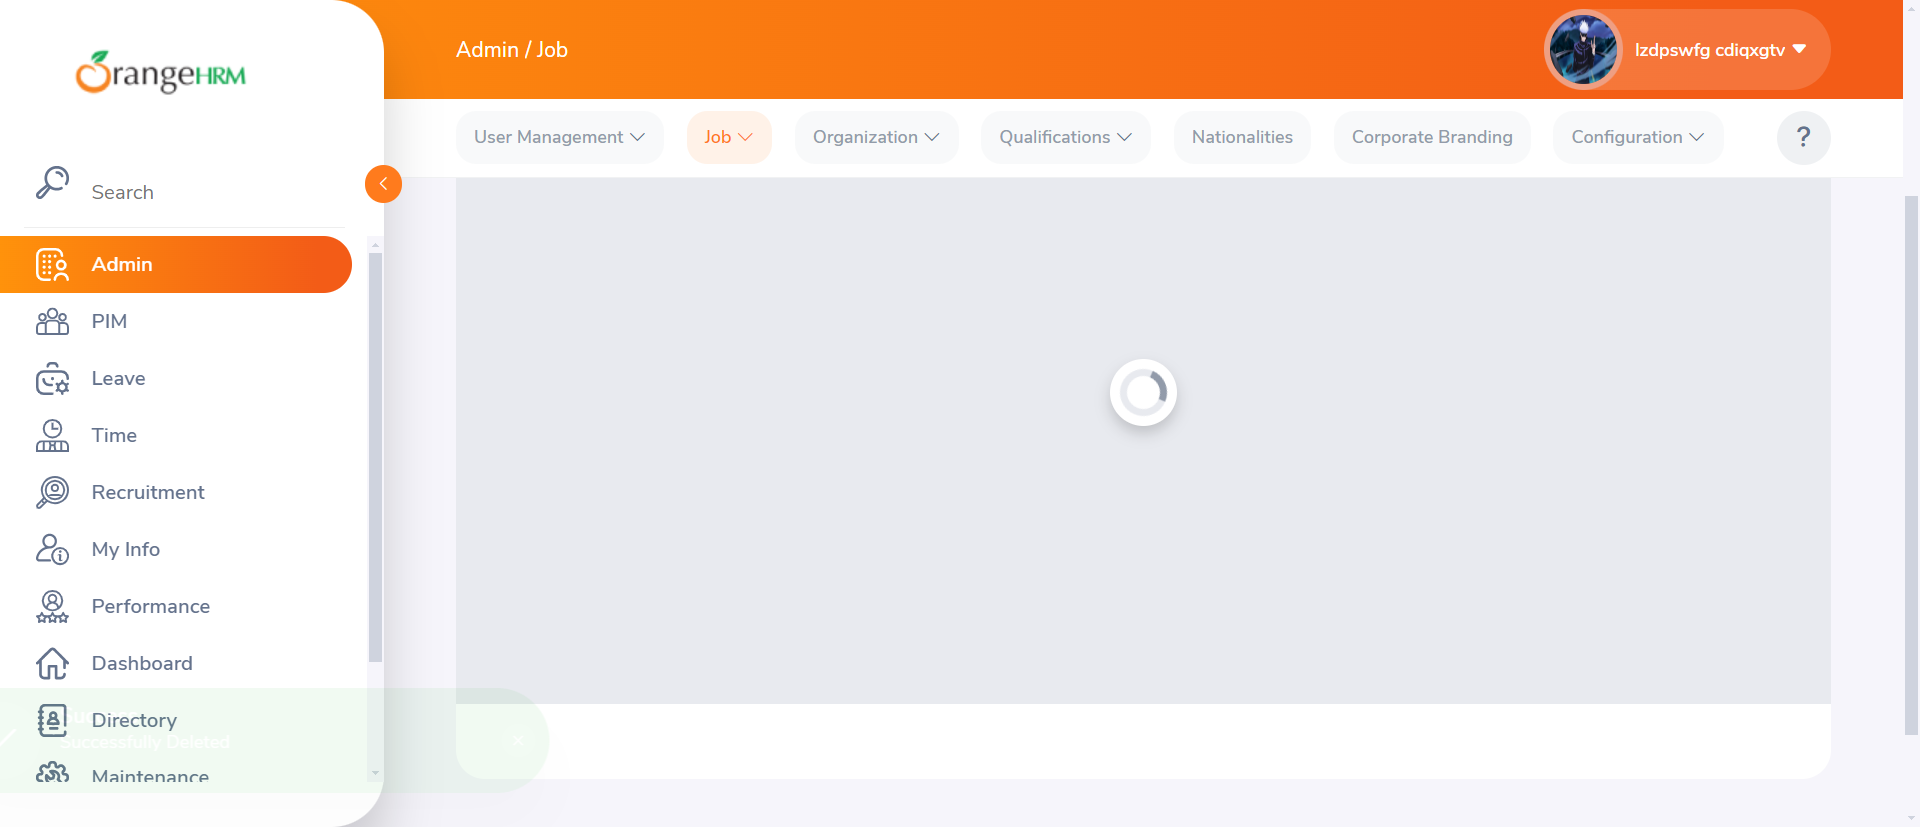 OrangeHRM
Admin / Job
lzdpswfg cdiqxgtv
User Management
Job
Organization
Qualifications
Nationalities
Corporate Branding
Configuration
?
Search
Admin
PIM
Leave
Time
Recruitment
My Info
Performance
Dashboard
Directory
Successfully Deleted
Maintenance